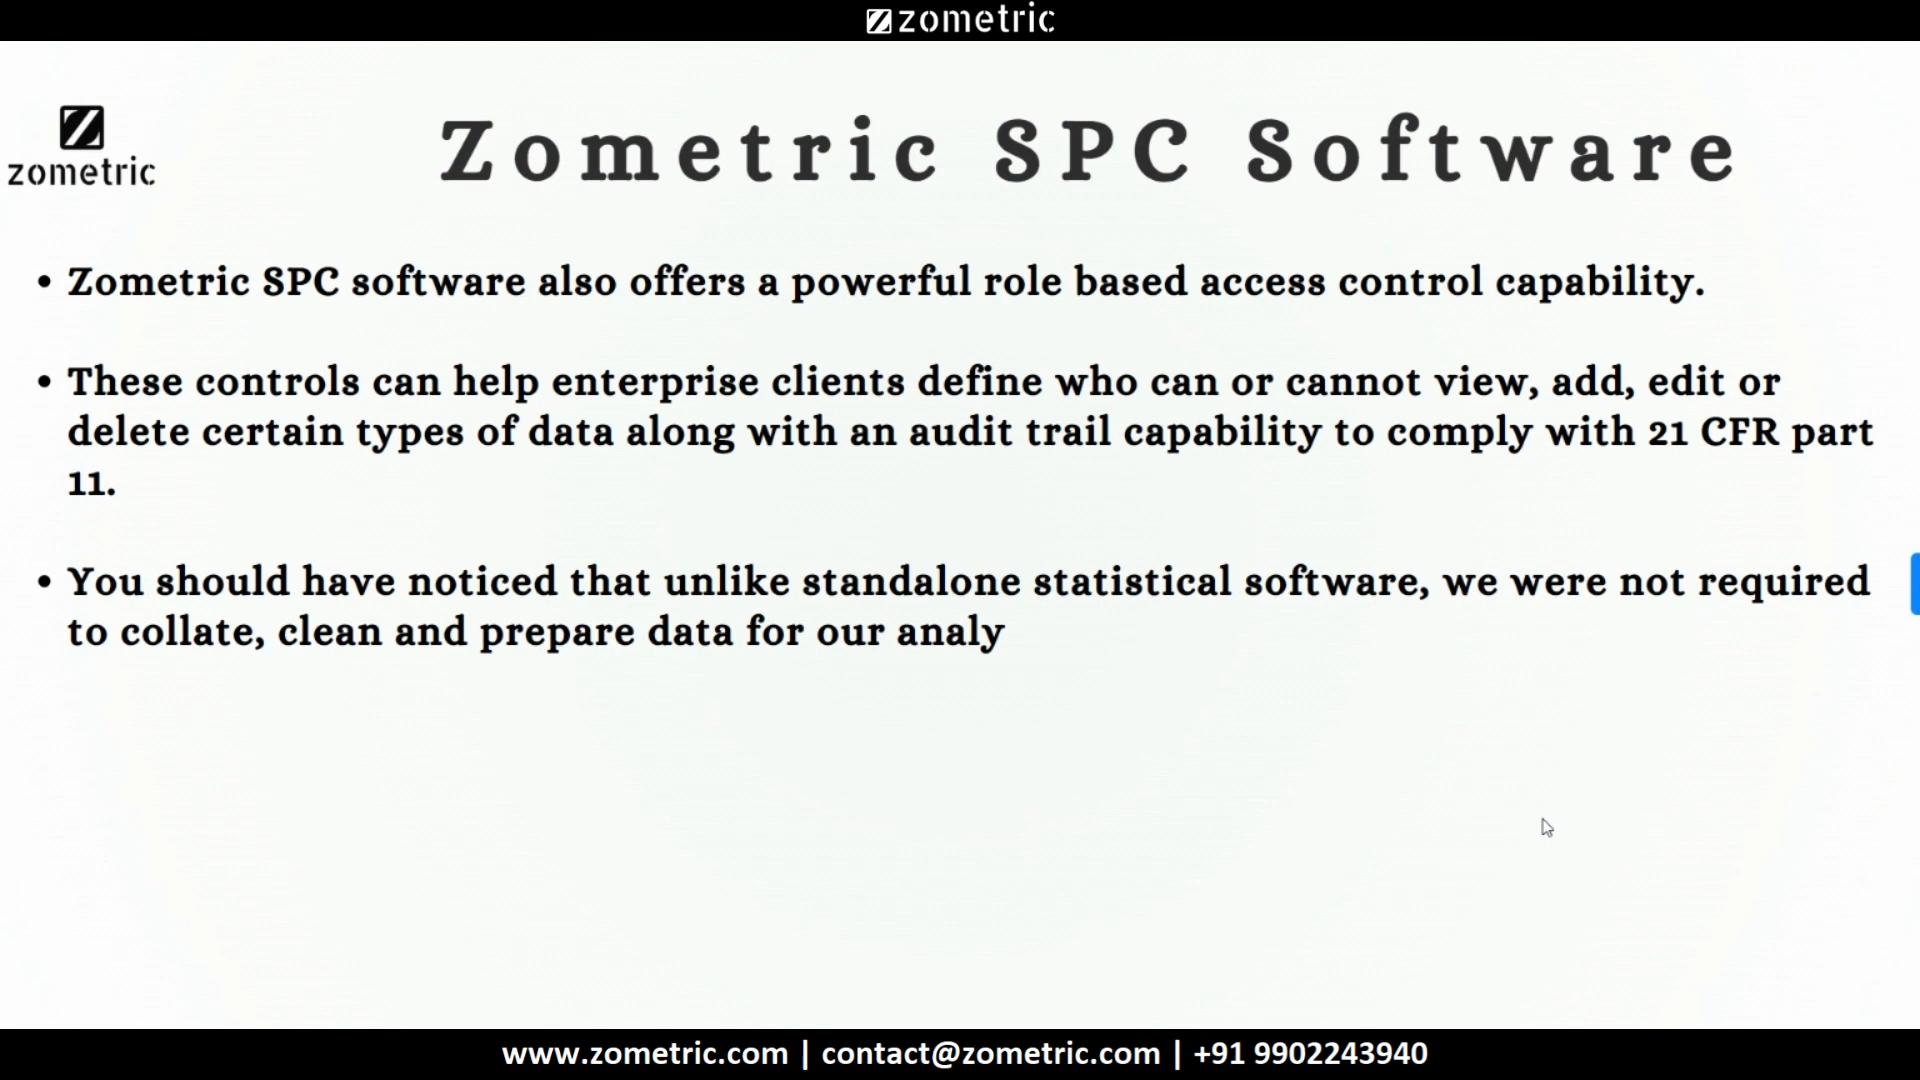 zometric
zometric
Zometric SPC Software
• Zometric SPC software also offers a powerful role based access control capability.
• These controls can help enterprise clients define who can or cannot view, add, edit or
delete certain types of data along with an audit trail capability to comply with 21 CFR part
11.
• You should have noticed that unlike standalone statistical software, we were not required
to collate, clean and prepare data for our analy
www.zometric.com | contact@zometric.com | +91 9902243940